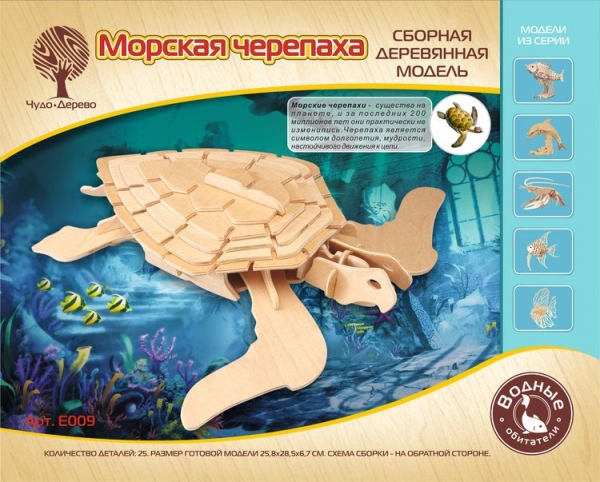 Чудо-Дерево
Морская черепаха
СБОРНАЯ
ДЕРЕВЯННАЯ
МОДЕЛЬ
МОДЕЛИ
ИЗ СЕРИИ
Морские черепахи - существо на
планете, и за последних 200
миллионов лет они практически не
изменитись. Черепаха является
символом долголетия, мудрости,
настойчивого движения к цели.
Арт. E009
Водные
обитатели
КОЛИЧЕСТВО ДЕТАЛЕЙ: 25. РАЗМЕР ГОТОВОЙ МОДЕЛИ 25,8х28,5х6,7 СМ. СХЕМА СБОРКИ - НА ОБРАТНОЙ СТОРОНЕ.